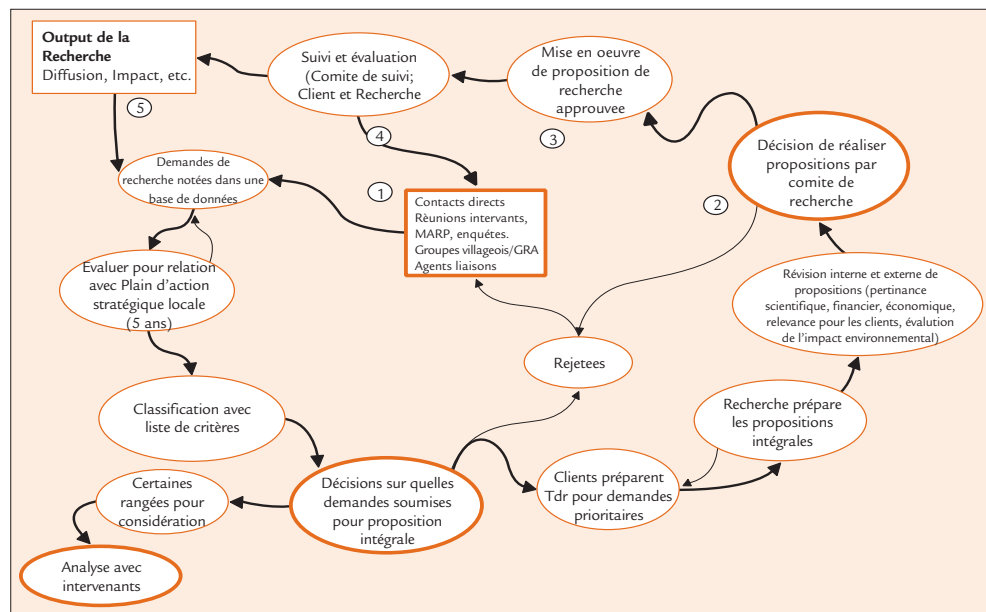 Output de la
Recherche
Diffusion, Impact, etc.
5
Suivi et évaluation
(Comite de suivi;
Client et Recherche
4
Mise en oeuvre
de proposition de
recherche
approuvee
3
Décision de réaliser
propositions par
comite de
recherche
2
Demandes de
recherche notées dans une
base de données
1
Contacts directs
Rèunions intervants,
MARP, enquétes.
Groupes villageois/GRA
Agents liaisons
Evaluer pour relation
avec Plain d'action
stratégique locale
(5 ans)
Révision interne et externe de
propositions (pertinance
scientifique, financier, économique,
relevance pour les clients, évalution
de l'impact environnemental)
Rejetees
Classification avec
liste de critères
Recherche prépare
les propositions
intégrales
Certaines
rangées pour
considération
Décisions sur quelles
demandes soumises
pour proposition
intégrale
Clients préparent
Tdr pour demandes
prioritaires
Analyse avec
intervenants